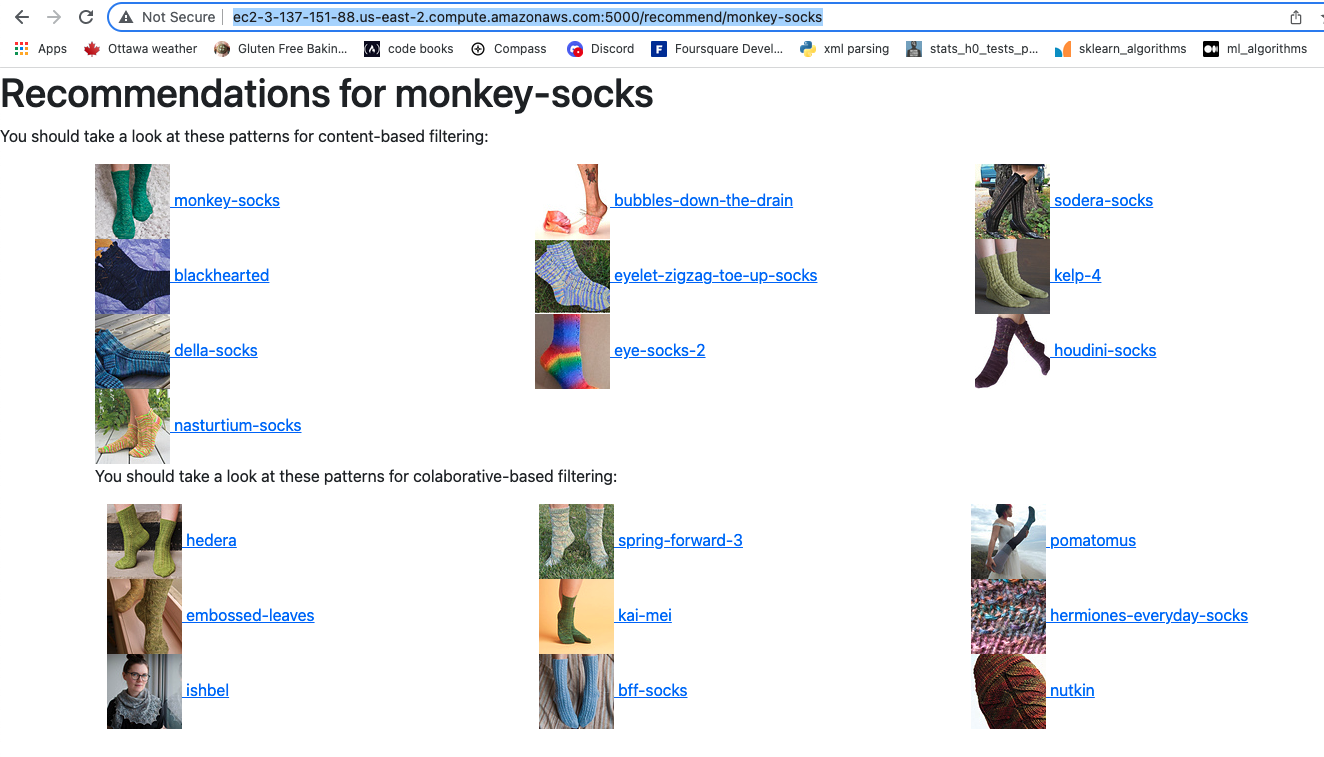 Not Secure ec2-3-137-151-88.us-east-2.compute.amazonaws.com:5000/recommend/monkey-socks
Apps Ottawa weather Gluten Free Bakin... code books Compass Discord Foursquare Devel... xml parsing stats_h0_tests_p... sklearn_algorithms ml_algorithms
Recommendations for monkey-socks
You should take a look at these patterns for content-based filtering:
monkey-socks bubbles-down-the-drain sodera-socks
blackhearted eyelet-zigzag-toe-up-socks kelp-4
della-socks eye-socks-2 houdini-socks
nasturtium-socks
You should take a look at these patterns for colaborative-based filtering:
hedera spring-forward-3 pomatomus
embossed-leaves kai-mei hermiones-everyday-socks
ishbel bff-socks nutkin